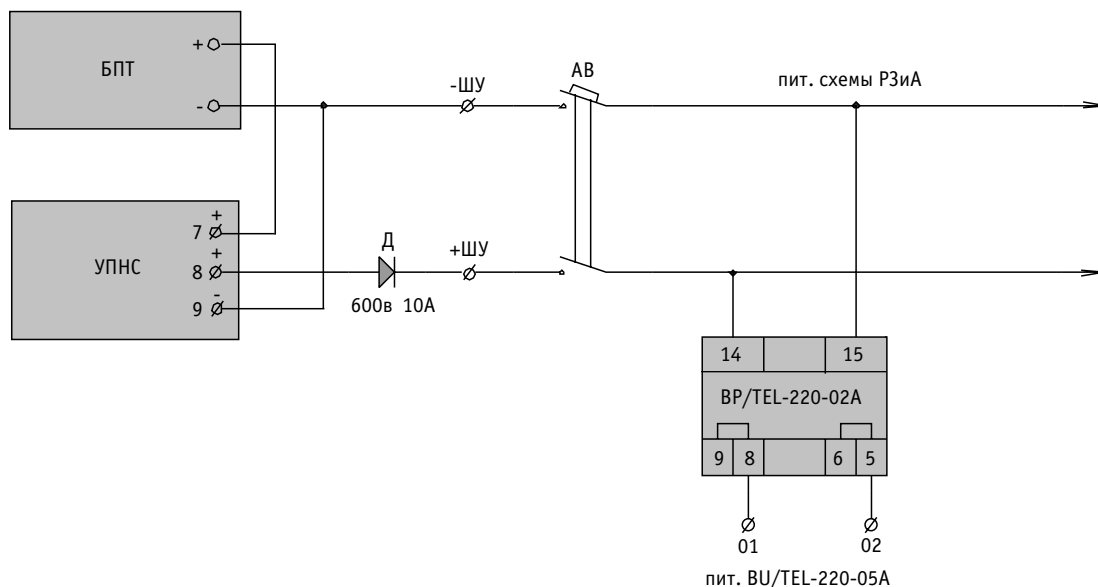 БПТ
+
-
-ШУ
АВ
пит. схемы РЗиА
УПНС
+
7
+
8
-
9
Д
600в 10А
+ШУ
14 15
BP/TEL-220-02A
9 8 6 5
01 02
пит. BU/TEL-220-05A